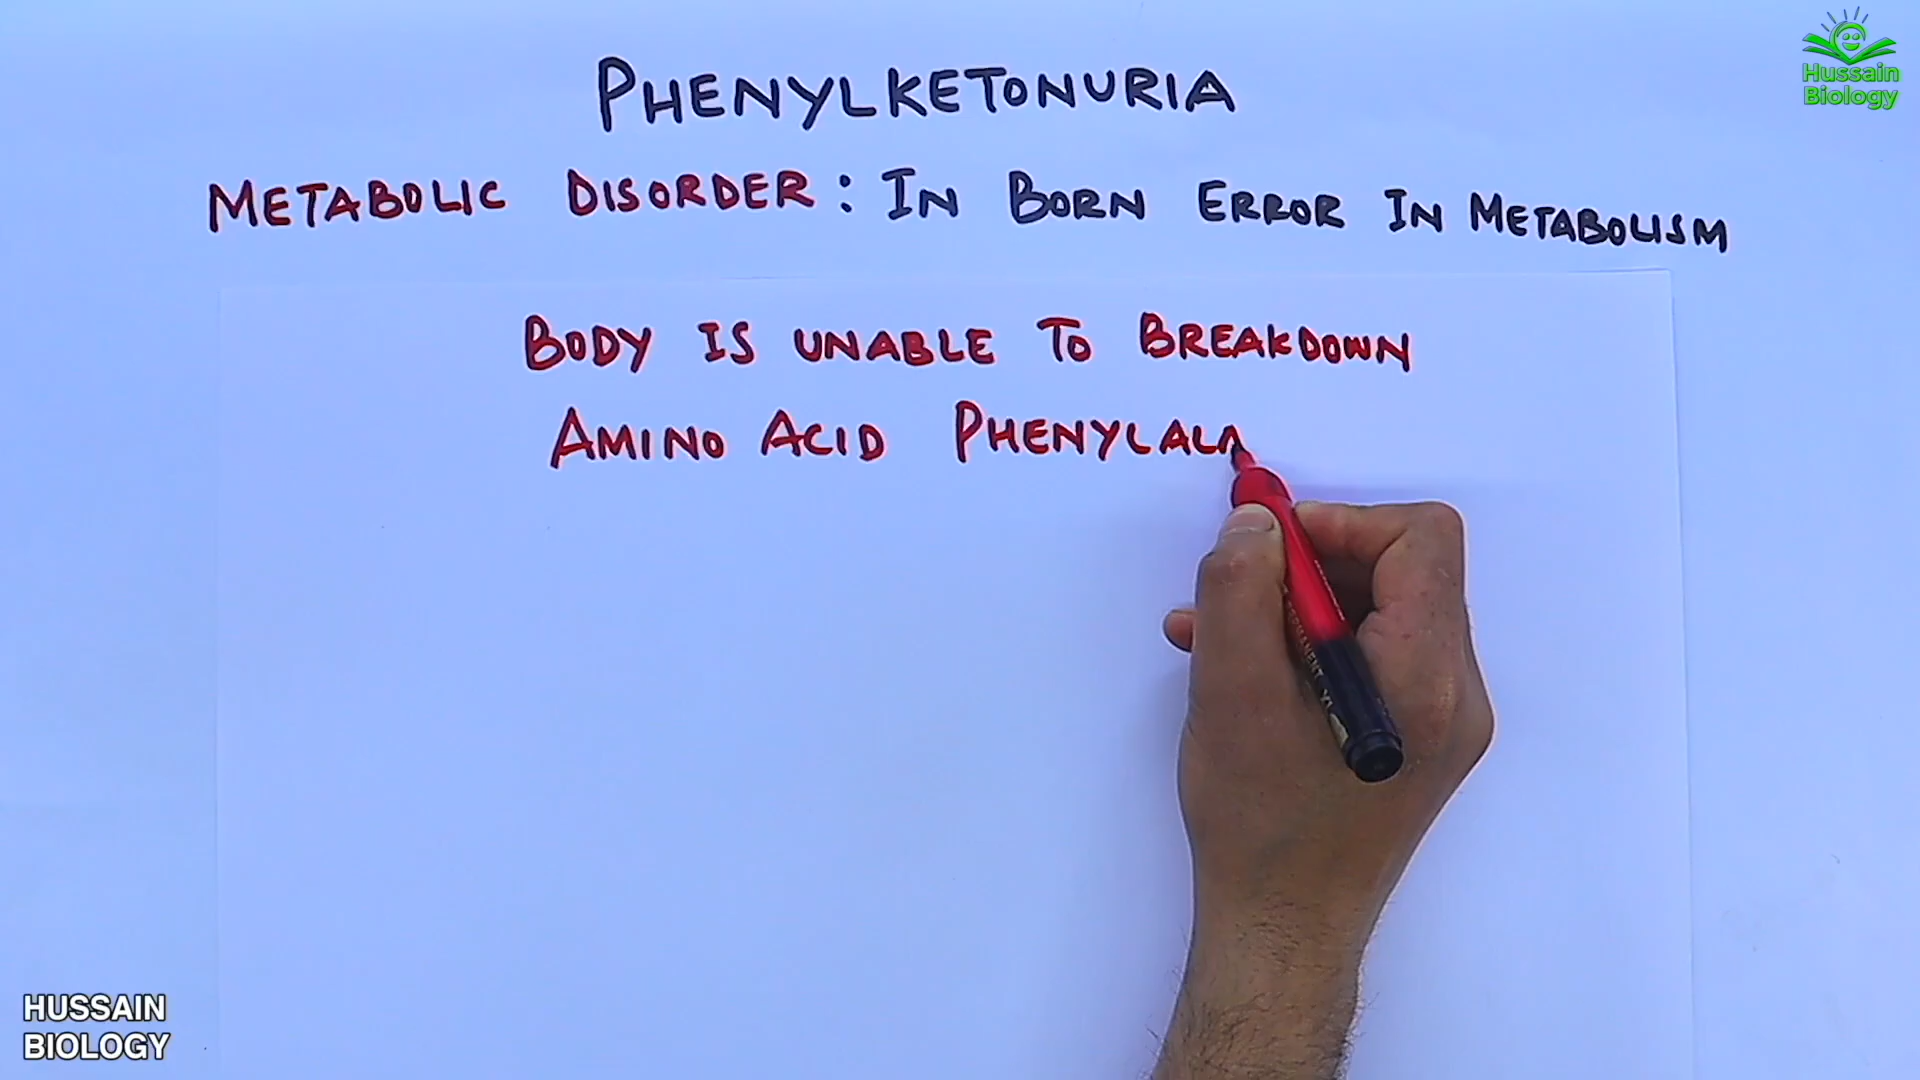 PHENYLKETONURIA
METABOLIC DISORDER: IN BORN ERROR IN METABOLISM
BODY IS UNABLE TO BREAKDOWN
AMINO ACID PHENYLALA
PERMANENT
Hussain
Biology
HUSSAIN
BIOLOGY